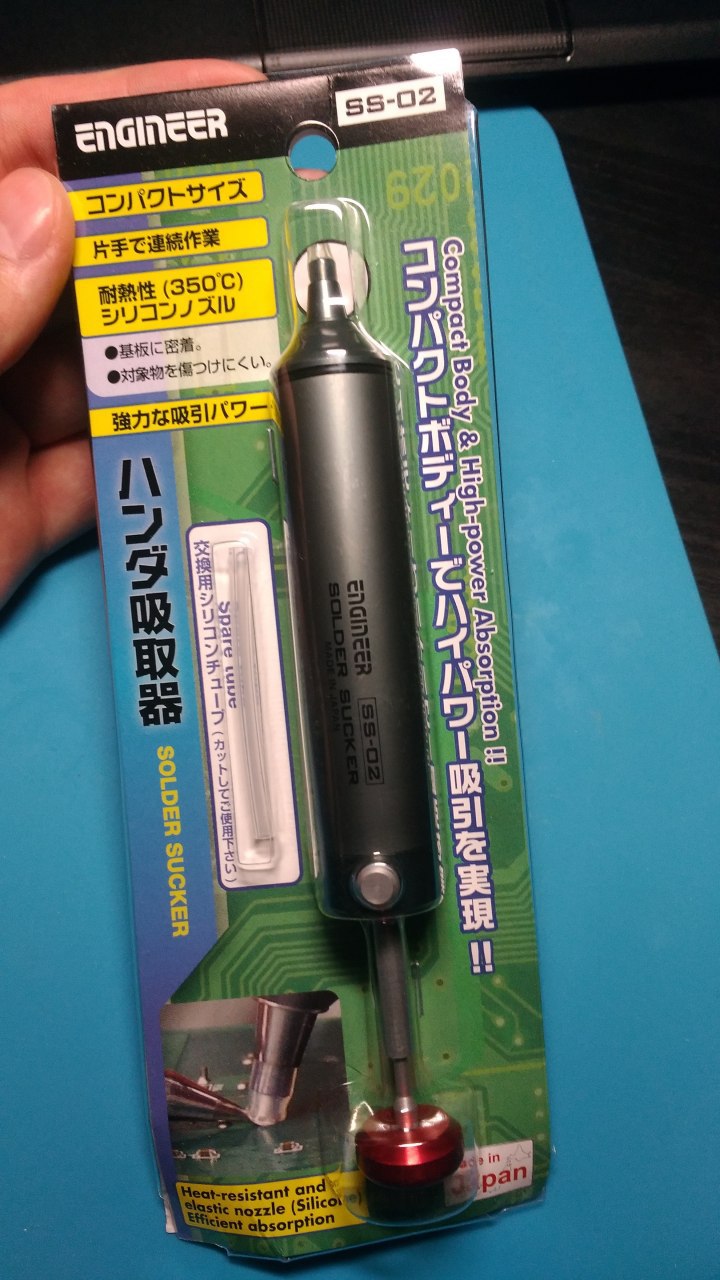 ENGINEER
SS-02
コンパクトサイズ
片手で連続作業
耐熱性(350℃)
シリコンノズル
●基板に密着。
●対象物を傷つけにくい。
強力な吸引パワー
029
Compact Body & High-power Absorption !!
コンパクトボディーでハイパワー吸引を実現!!
ハンダ吸取器
SOLDER SUCKER
Spare tube
交換用シリコンチューブ(カットしてご使用下さい)
ENGINEER
SOLDER SUCKER
SS-02
MADE IN JAPAN
Heat-resistant and
elastic nozzle
Efficient absorption
in
Japan